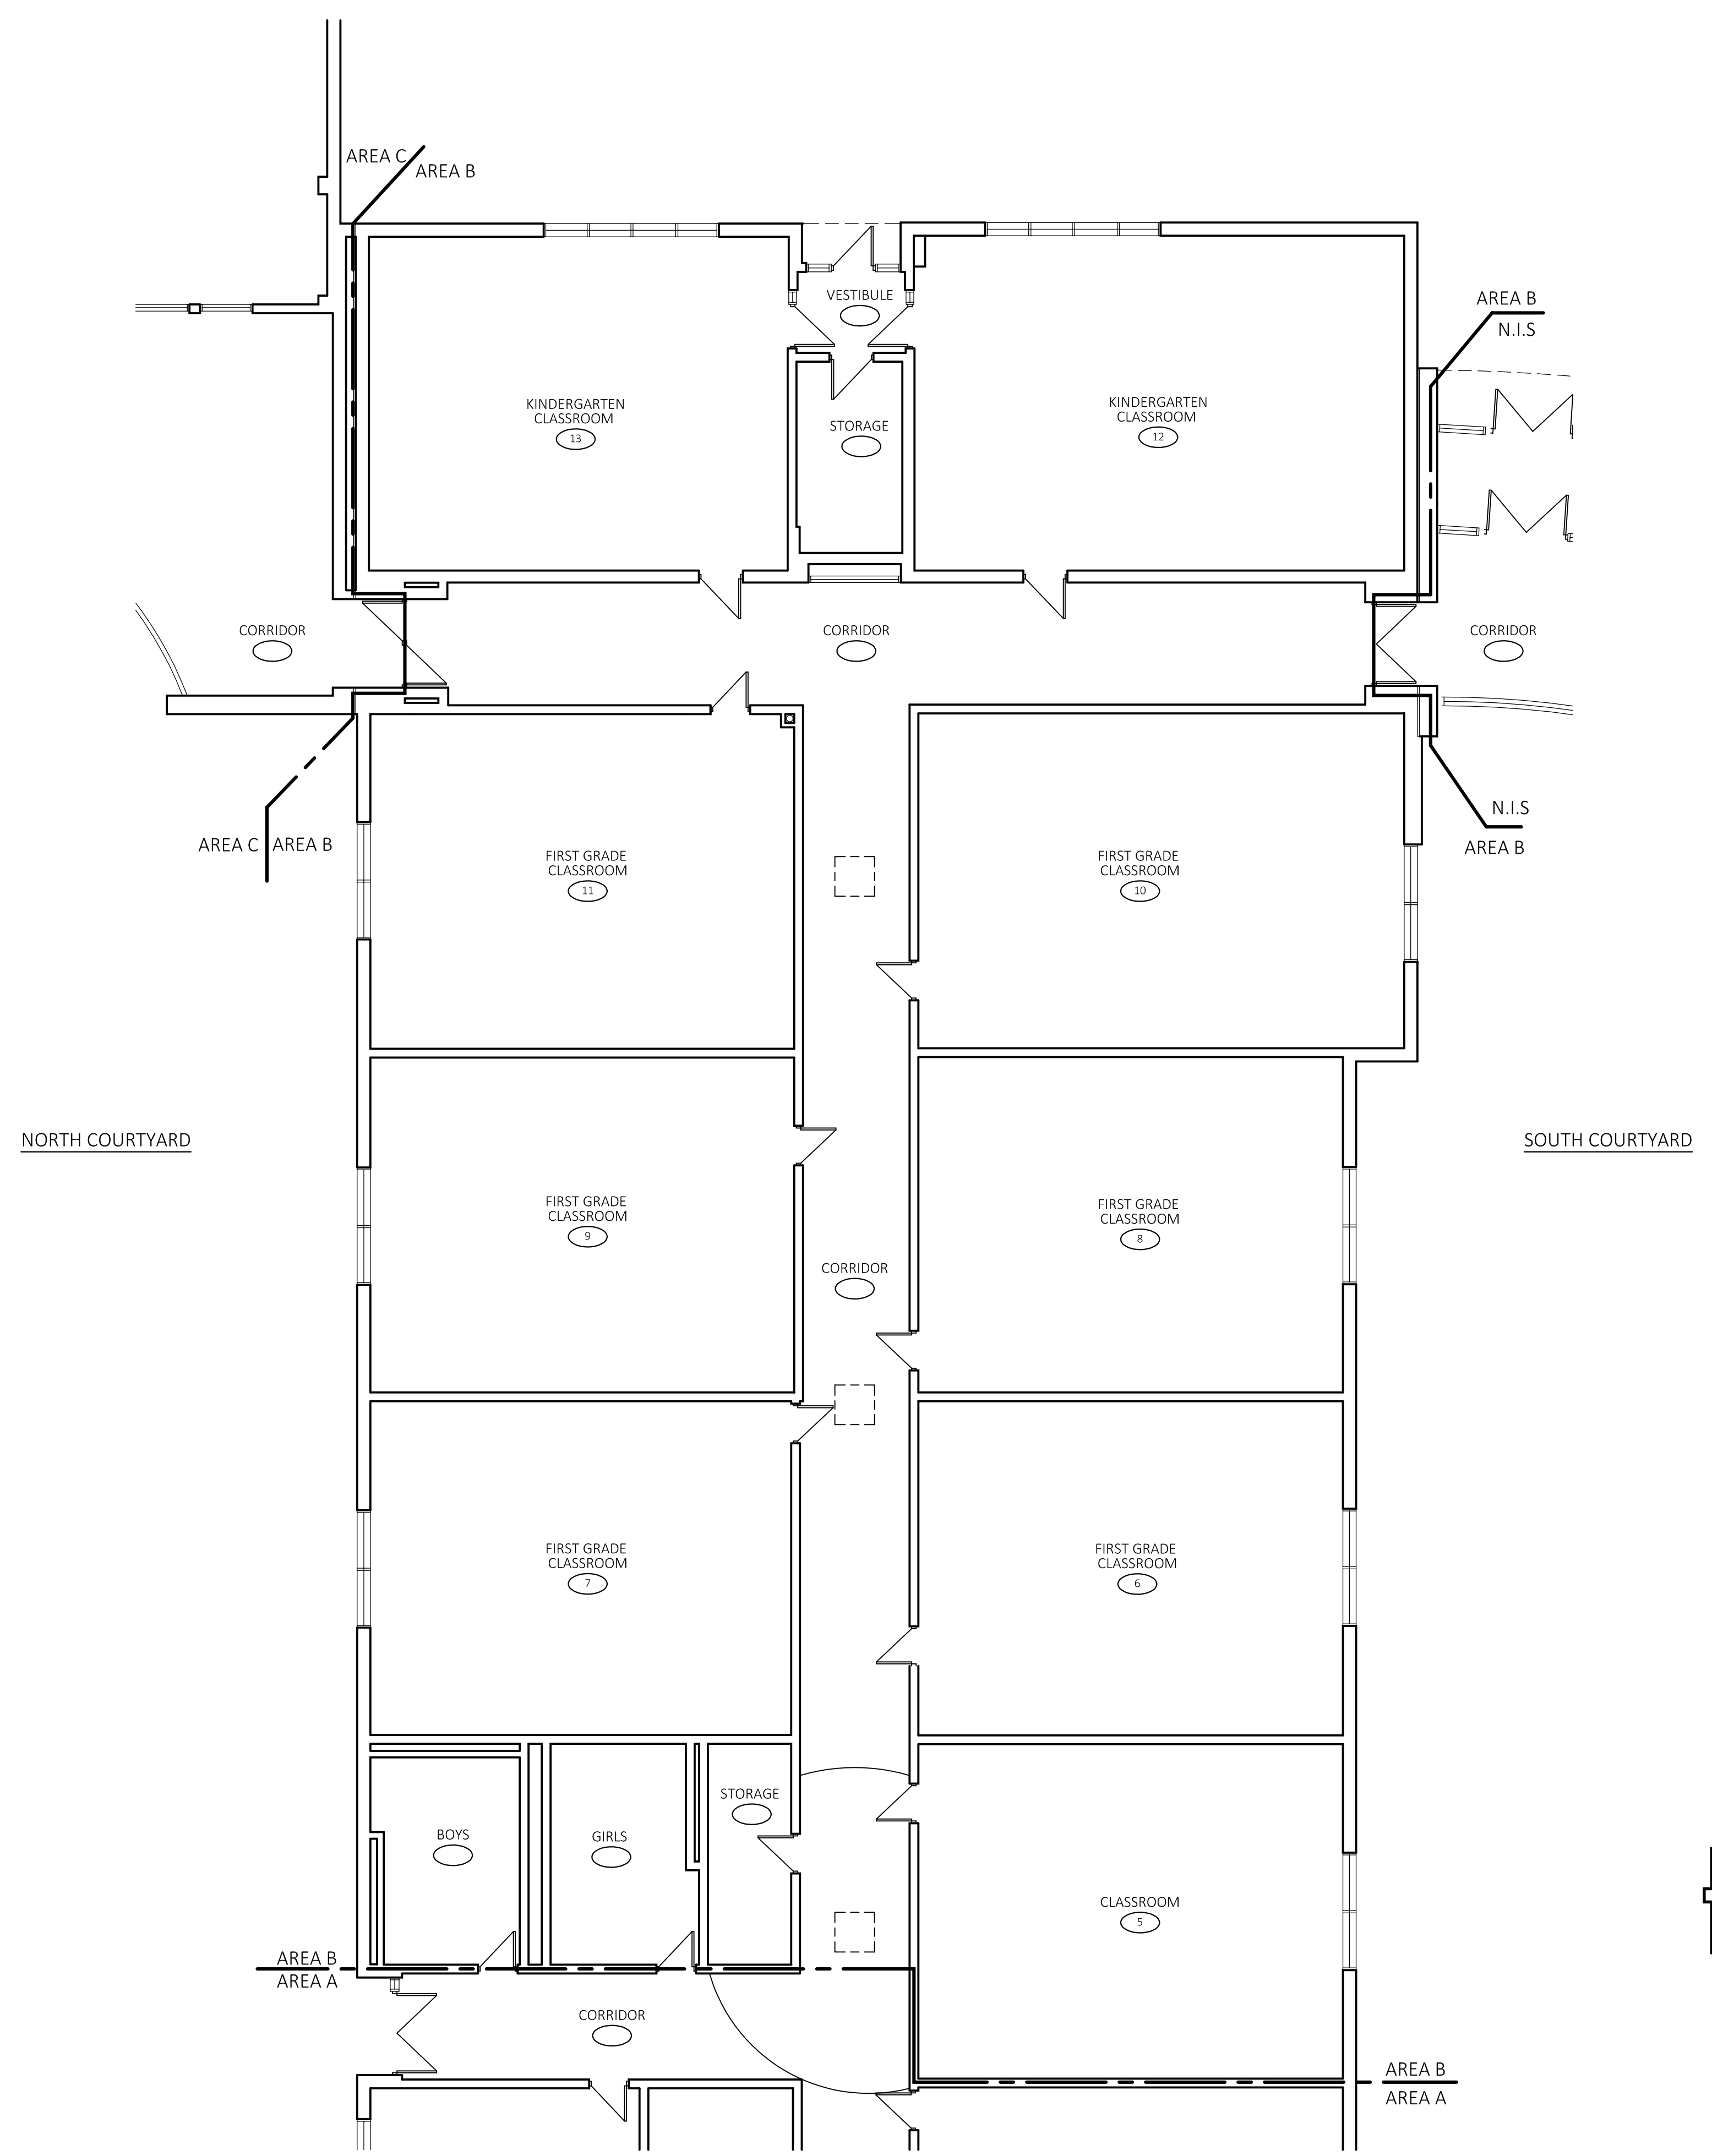 AREA C
AREA B
VESTIBULE
AREA B
N.I.S
KINDERGARTEN
CLASSROOM
13
STORAGE
KINDERGARTEN
CLASSROOM
12
CORRIDOR
CORRIDOR
CORRIDOR
N.I.S
AREA B
AREA C
AREA B
FIRST GRADE
CLASSROOM
11
FIRST GRADE
CLASSROOM
10
NORTH COURTYARD
SOUTH COURTYARD
FIRST GRADE
CLASSROOM
9
FIRST GRADE
CLASSROOM
8
CORRIDOR
FIRST GRADE
CLASSROOM
7
FIRST GRADE
CLASSROOM
6
STORAGE
BOYS
GIRLS
CLASSROOM
5
AREA B
AREA A
CORRIDOR
AREA B
AREA A